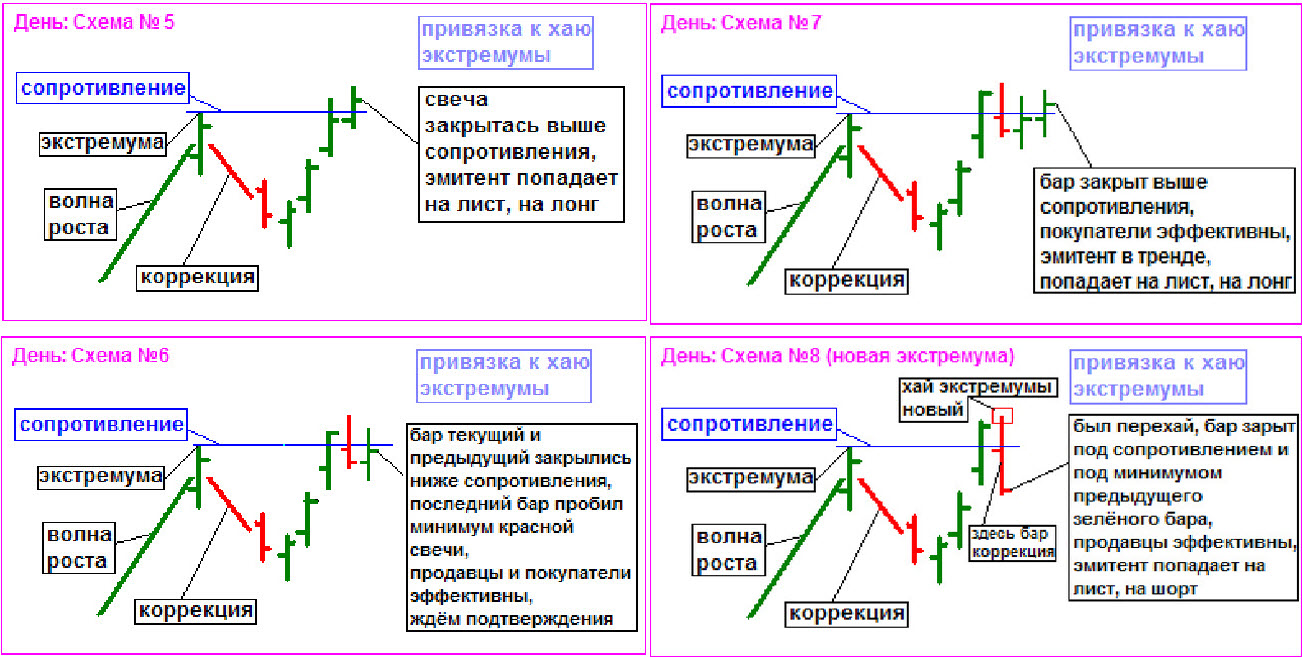 День: Схема № 5
привязка к хаю
экстремумы
сопротивление
экстремума
волна
роста
коррекция
свеча
закрытась выше
сопротивления,
эмитент попадает
на лист, на лонг
День: Схема №7
привязка к хаю
экстремумы
сопротивление
экстремума
волна
роста
коррекция
бар закрыт выше
сопротивления,
покупатели эффективны,
эмитент в тренде,
попадает на лист, на лонг
День: Схема №6
привязка к хаю
экстремумы
сопротивление
экстремума
волна
роста
коррекция
бар текущий и
предыдущий закрылись
ниже сопротивления,
последний бар пробил
минимум красной
свечи,
продавцы и покупатели
эффективны,
ждём подтверждения
День: Схема №8 (новая экстремума)
привязка к хаю
экстремумы
хай экстремумы
новый
сопротивление
экстремума
волна
роста
коррекция
здесь бар
коррекция
был перехай, бар зарыт
под сопротивлением и
под минимумом
предыдущего
зелёного бара,
продавцы эффективны,
эмитент попадает на
лист, на шорт